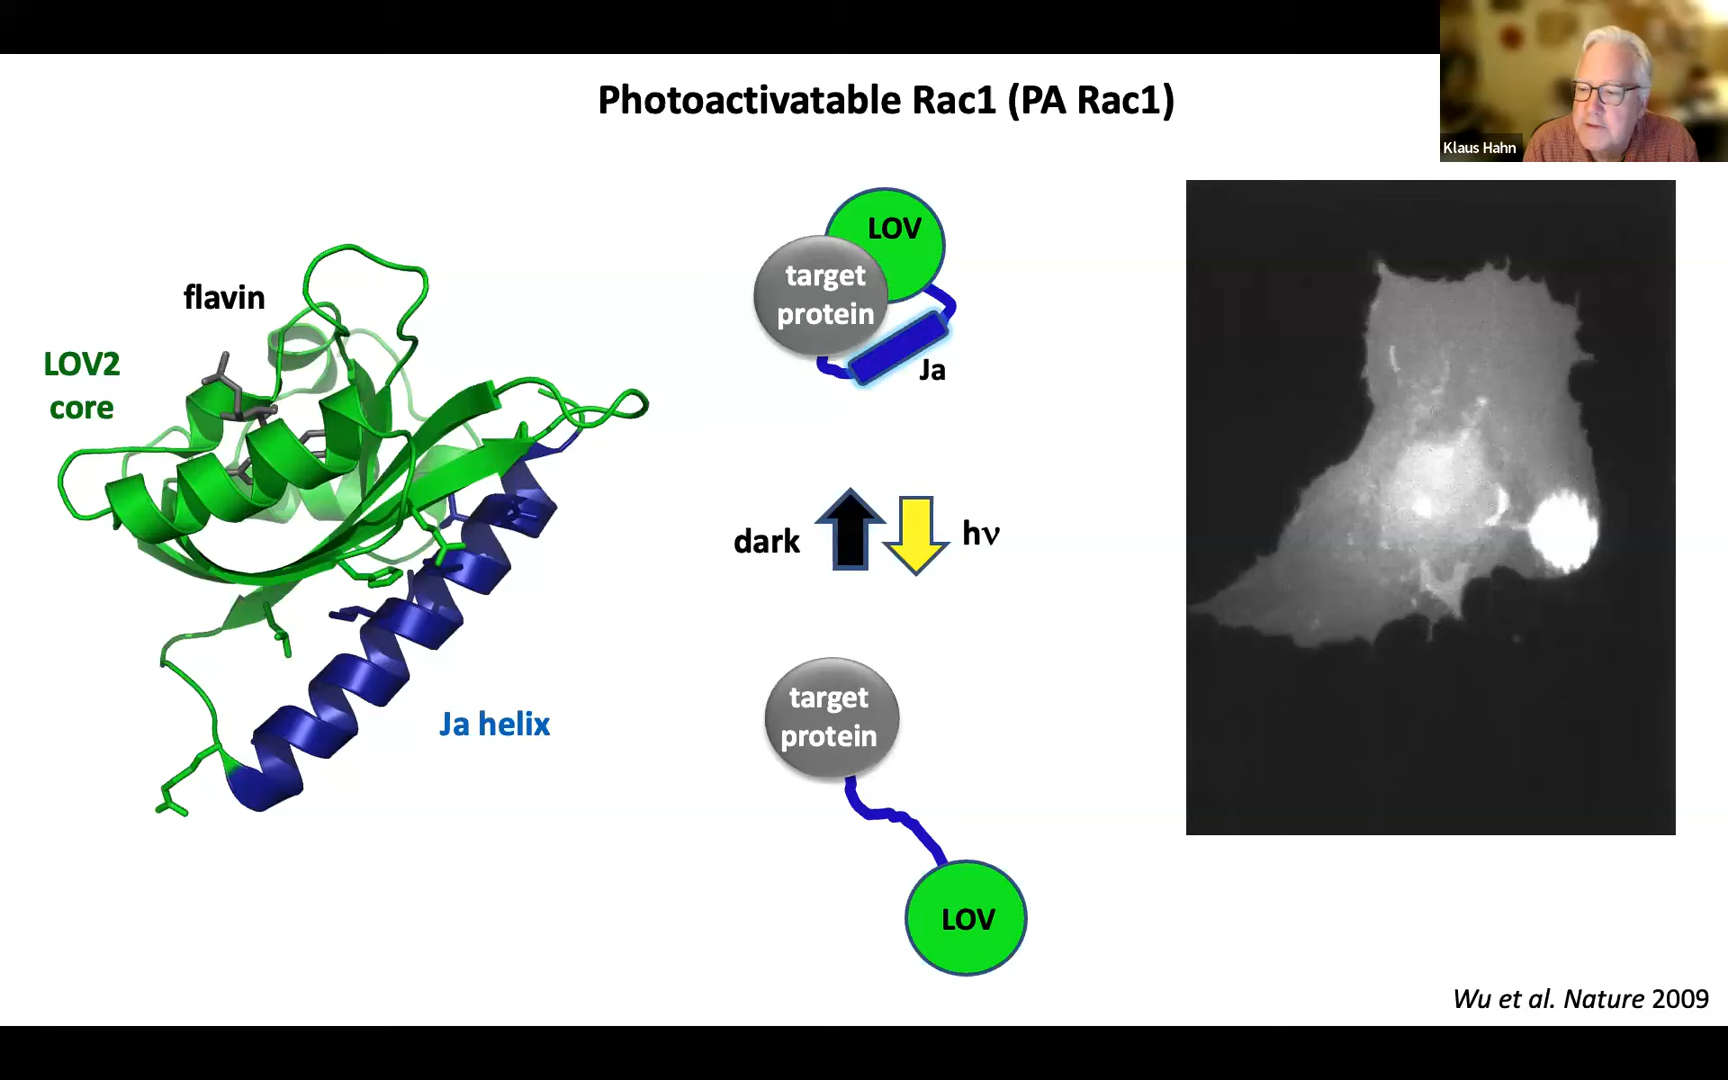 Photoactivatable Rac1 (PA Rac1)
Klaus Hahn
flavin
LOV2
core
Ja helix
LOV
target
protein
Ja
dark
hν
target
protein
LOV
Wu et al. Nature 2009